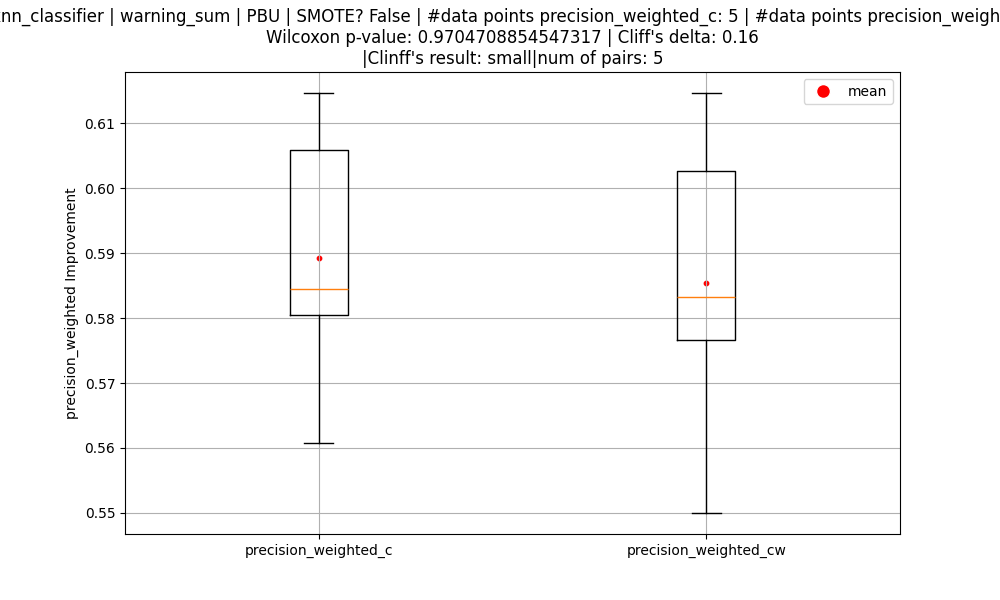 nn_classifier | warning_sum | PBU | SMOTE? False | #data points precision_weighted_c: 5 | #data points precision_weigh
Wilcoxon p-value: 0.9704708854547317 | Cliff's delta: 0.16
|Clinff's result: small|num of pairs: 5
mean
0.61
0.60
0.59
0.58
0.57
0.56
0.55
precision_weighted Improvement
precision_weighted_c
precision_weighted_cw